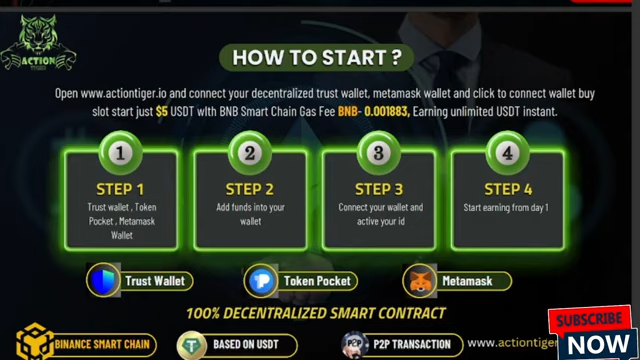 ACTION
TIGER
HOW TO START ?
Open www.actiontiger.io and connect your decentralized trust wallet, metamask wallet and click to connect wallet buy
slot start just $5 USDT with BNB Smart Chain Gas Fee BNB- 0.001883, Earning unlimited USDT instant.
1
STEP 1
Trust wallet , Token
Pocket , Metamask
Wallet
2
STEP 2
Add funds into your
wallet
3
STEP 3
Connect your wallet and
active your id
4
STEP 4
Start earning from day 1
Trust Wallet
Token Pocket
Metamask
100% DECENTRALIZED SMART CONTRACT
BINANCE SMART CHAIN
BASED ON USDT
P2P
P2P TRANSACTION
www.actiontiger
SUBSCRIBE
NOW